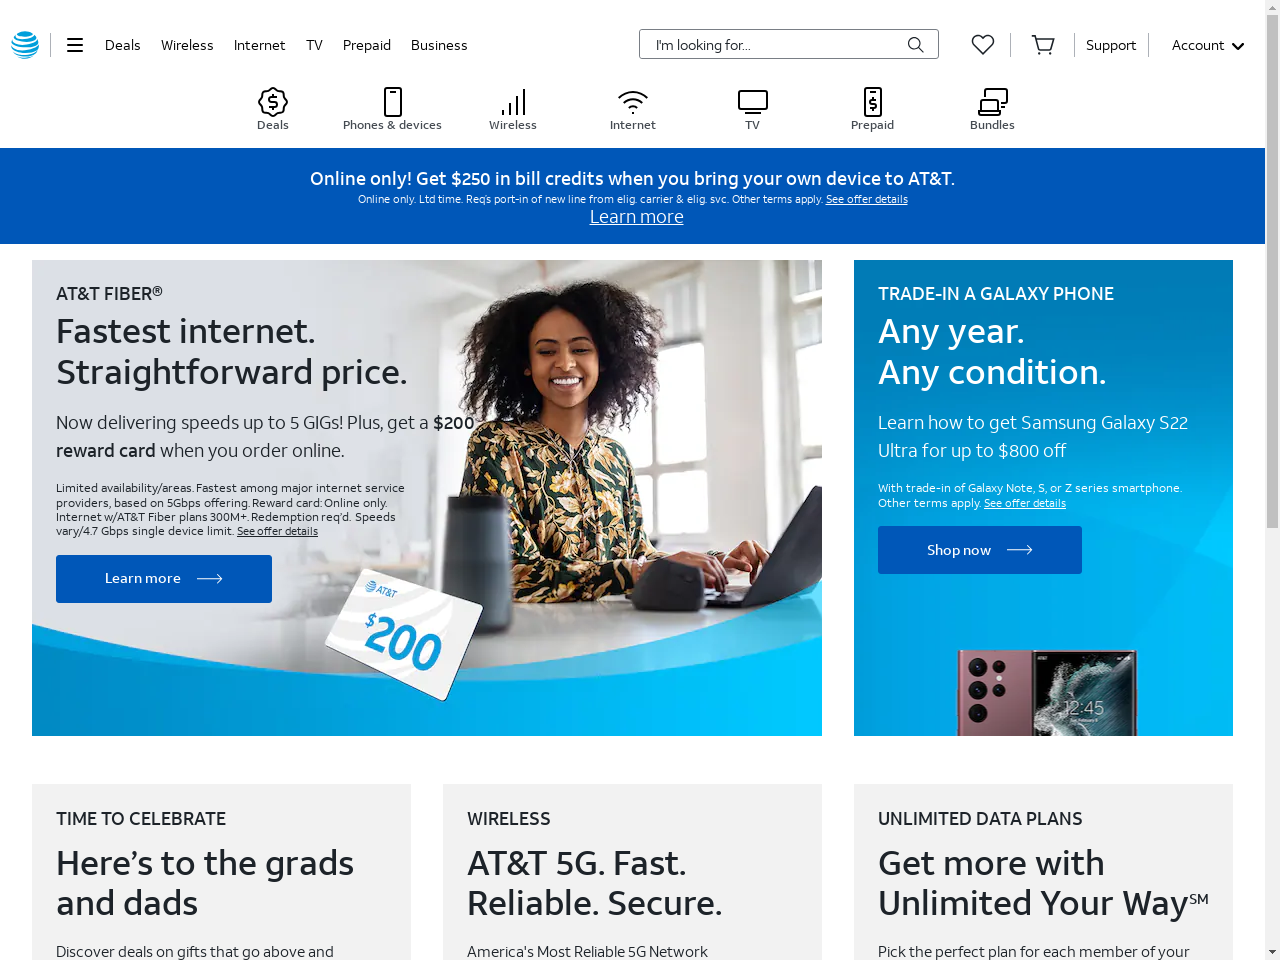 Deals Wireless Internet TV Prepaid Business
I'm looking for...
Support
Account
Deals
Phones & devices
Wireless
Internet
TV
Prepaid
Bundles
Online only! Get $250 in bill credits when you bring your own device to AT&T.
Online only. Ltd time. Req's port-in of new line from elig. carrier & elig. svc. Other terms apply. See offer details
Learn more
AT&T FIBER®
Fastest internet.
Straightforward price.
Now delivering speeds up to 5 GIGs! Plus, get a $200
reward card when you order online.
Limited availability/areas. Fastest among major internet service
providers, based on 5Gbps offering. Reward card: Online only.
Internet w/AT&T Fiber plans 300M+. Redemption req'd. Speeds
vary/4.7 Gbps single device limit. See offer details
Learn more
AT&T
$200
TRADE-IN A GALAXY PHONE
Any year.
Any condition.
Learn how to get Samsung Galaxy S22
Ultra for up to $800 off
With trade-in of Galaxy Note, S, or Z series smartphone.
Other terms apply. See offer details
Shop now
12:45
TIME TO CELEBRATE
Here’s to the grads
and dads
Discover deals on gifts that go above and
WIRELESS
AT&T 5G. Fast.
Reliable. Secure.
America's Most Reliable 5G Network
UNLIMITED DATA PLANS
Get more with
Unlimited Your Way℠
Pick the perfect plan for each member of your